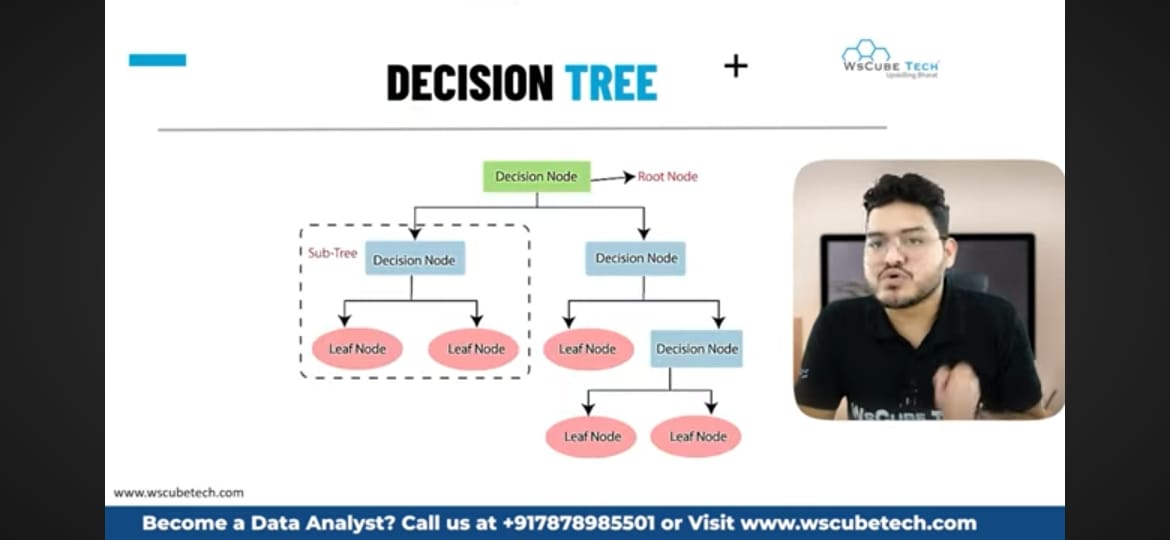 DECISION TREE
WsCube Tech
Upskilling Bharat
Decision Node
Root Node
Sub-Tree
Decision Node
Decision Node
Leaf Node
Leaf Node
Leaf Node
Decision Node
Leaf Node
Leaf Node
WsCube T
www.wscubetech.com
Become a Data Analyst? Call us at +917878985501 or Visit www.wscubetech.com